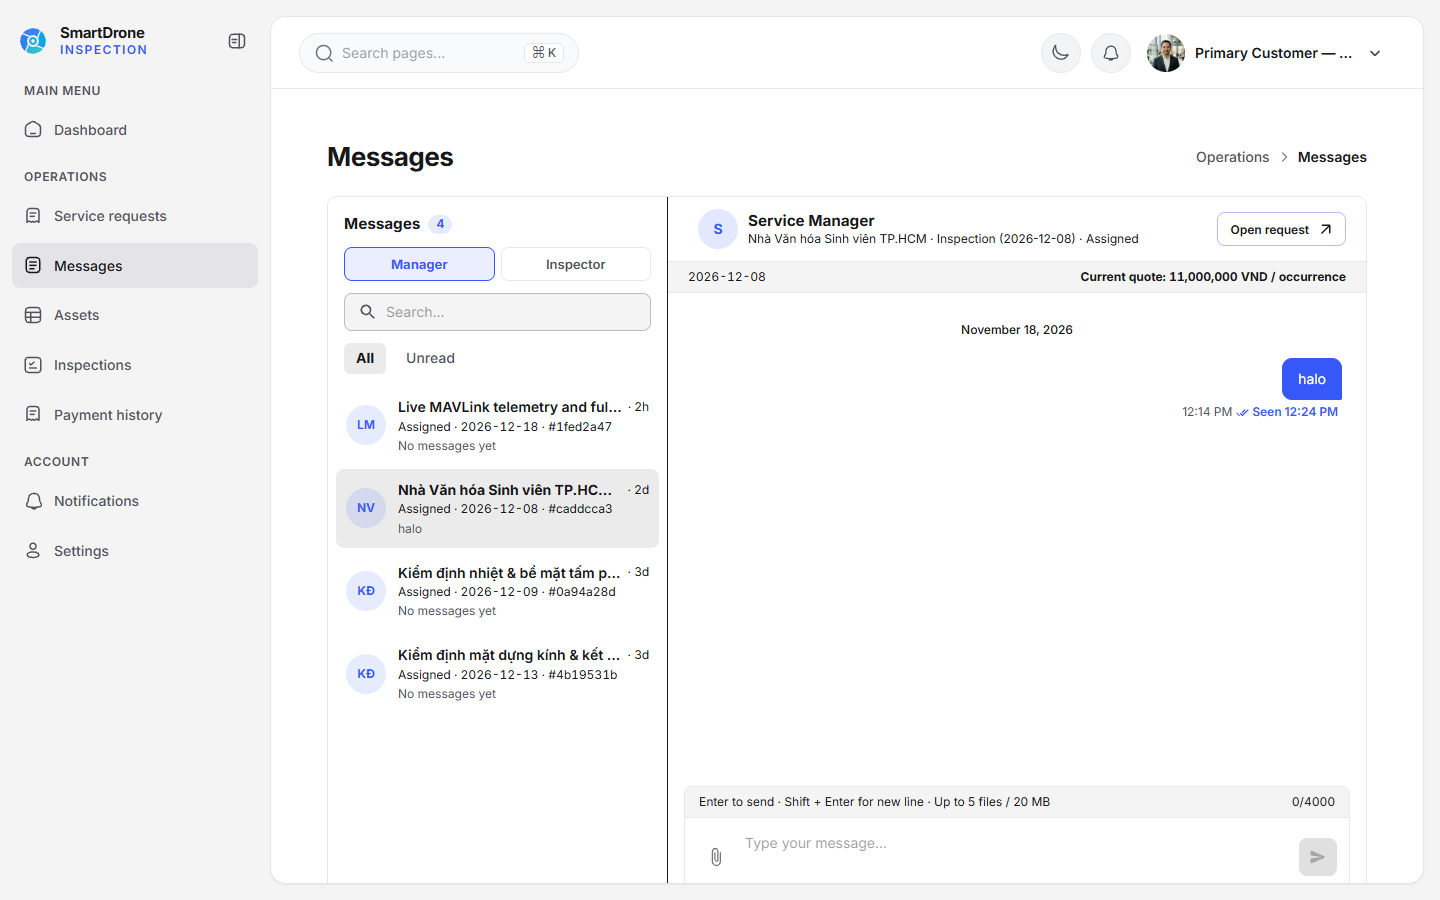 SmartDrone
INSPECTION
MAIN MENU
Dashboard
OPERATIONS
Service requests
Messages
Assets
Inspections
Payment history
ACCOUNT
Notifications
Settings
Search pages...
⌘ K
Primary Customer — ...
Messages
Operations > Messages
Messages 4
Manager
Inspector
Search...
All
Unread
LM
Live MAVLink telemetry and ful... · 2h
Assigned · 2026-12-18 · #1fed2a47
No messages yet
NV
Nhà Văn hóa Sinh viên TP.HC... · 2d
Assigned · 2026-12-08 · #caddcca3
halo
KĐ
Kiểm định nhiệt & bề mặt tấm p... · 3d
Assigned · 2026-12-09 · #0a94a28d
No messages yet
KĐ
Kiểm định mặt dựng kính & kết ... · 3d
Assigned · 2026-12-13 · #4b19531b
No messages yet
S
Service Manager
Nhà Văn hóa Sinh viên TP.HCM · Inspection (2026-12-08) · Assigned
Open request
2026-12-08
Current quote: 11,000,000 VND / occurrence
November 18, 2026
halo
12:14 PM Seen 12:24 PM
Enter to send · Shift + Enter for new line · Up to 5 files / 20 MB
0/4000
Type your message...